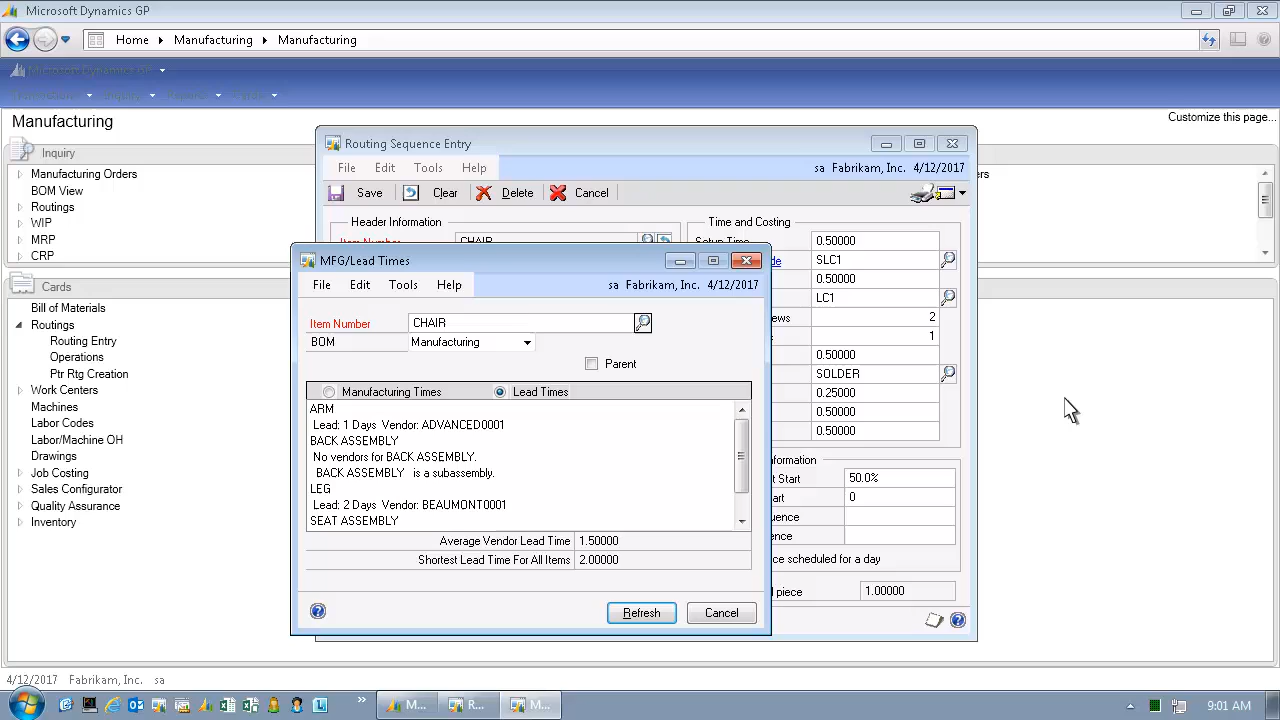 Microsoft Dynamics GP
Home Manufacturing Manufacturing
Microsoft Dynamics GP
Manufacturing
Customize this page...
Inquiry
Manufacturing Orders
BOM View
Routings
WIP
MRP
CRP
Cards
Bill of Materials
Routings
Routing Entry
Operations
Ptr Rtg Creation
Work Centers
Machines
Labor Codes
Labor/Machine OH
Drawings
Job Costing
Sales Configurator
Quality Assurance
Inventory
Routing Sequence Entry
File Edit Tools Help
sa Fabrikam, Inc. 4/12/2017
Save Clear Delete Cancel
Header Information
Time and Costing
Item Number CHAIR
Setup Time 0.50000
SLC1
0.50000
LC1
2
1
0.50000
SOLDER
0.25000
0.50000
0.50000
50.0%
0
1.00000
MFG/Lead Times
File Edit Tools Help
sa Fabrikam, Inc. 4/12/2017
Item Number CHAIR
BOM Manufacturing
Parent
Manufacturing Times Lead Times
ARM
Lead: 1 Days Vendor: ADVANCED0001
BACK ASSEMBLY
No vendors for BACK ASSEMBLY.
BACK ASSEMBLY is a subassembly.
LEG
Lead: 2 Days Vendor: BEAUMONT0001
SEAT ASSEMBLY
Average Vendor Lead Time 1.50000
Shortest Lead Time For All Items 2.00000
Refresh Cancel
4/12/2017 Fabrikam, Inc. sa
M... R... M...
9:01 AM